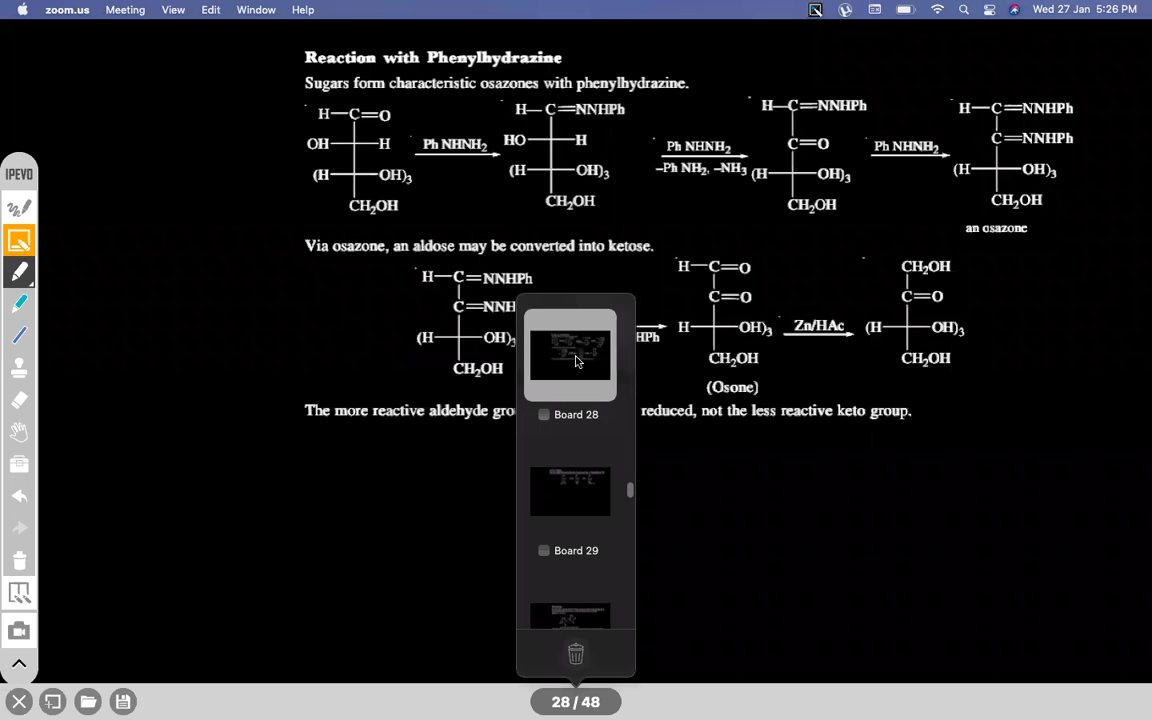 zoom.us Meeting View Edit Window Help Wed 27 Jan 5:26 PM
Reaction with Phenylhydrazine
Sugars form characteristic osazones with phenylhydrazine.
H—C=O H—C=NNHPh H—C=NNHPh H—C=NNHPh
OH H Ph NHNH₂ HO H Ph NHNH₂ C=O Ph NHNH₂ C=NNHPh
–Ph NH₂, –NH₃
(H OH)₃ (H OH)₃ (H OH)₃ (H OH)₃
CH₂OH CH₂OH CH₂OH CH₂OH
an osazone
Via osazone, an aldose may be converted into ketose.
H—C=NNHPh H—C=O CH₂OH
C=NNH C=O C=O
(H OH)₃ HPh H OH)₃ Zn/HAc (H OH)₃
CH₂OH CH₂OH CH₂OH
(Osone)
The more reactive aldehyde gro reduced, not the less reactive keto group.
Board 28
Board 29
IPEVO
28 / 48